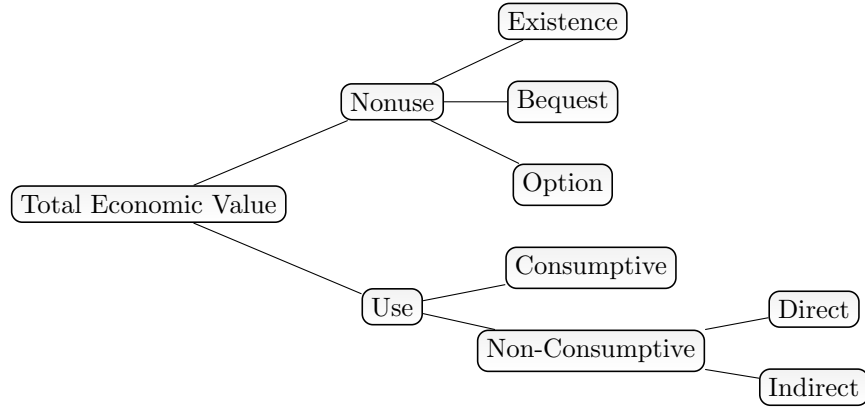 Existence
Nonuse
Bequest
Option
Total Economic Value
Consumptive
Use
Direct
Non-Consumptive
Indirect